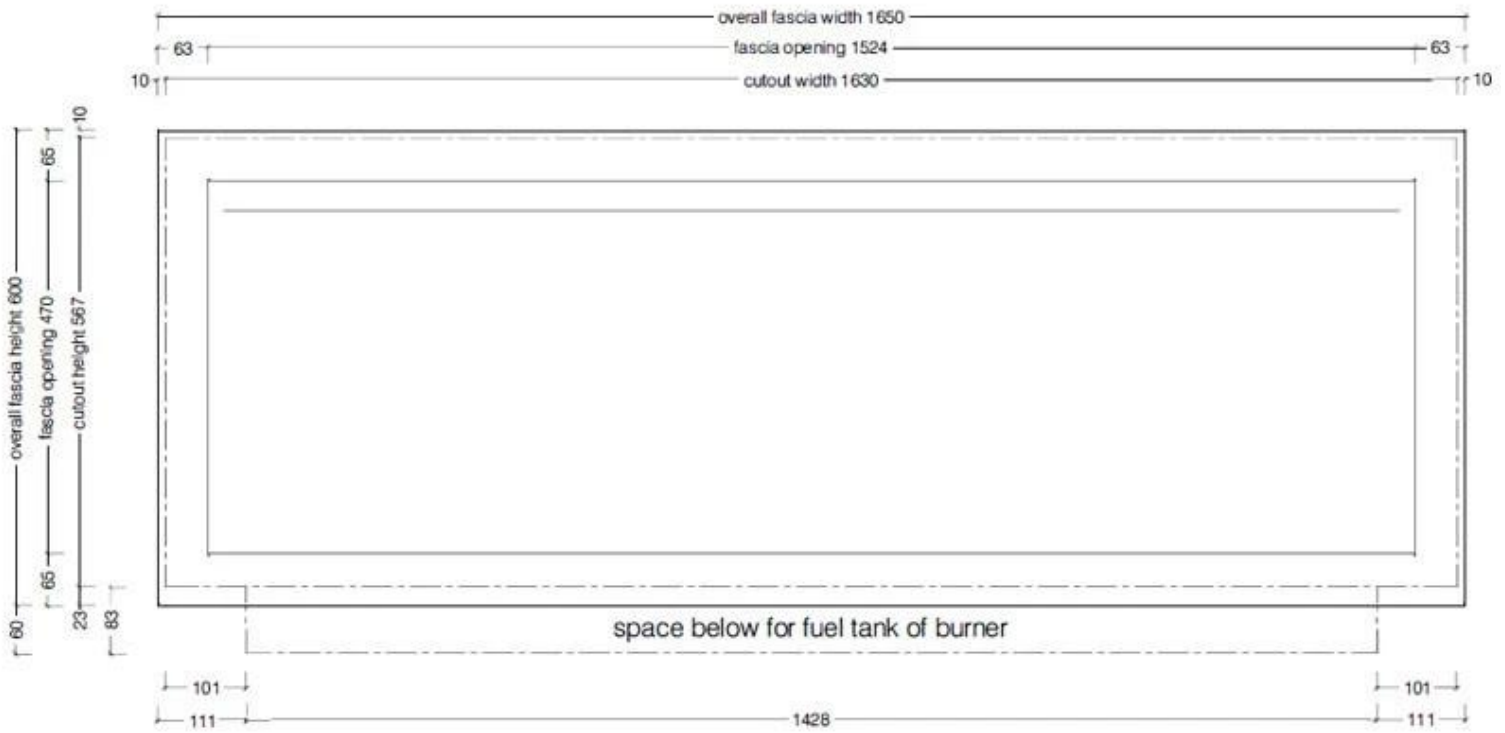 overall fascia width 1650
63 fascia opening 1524 63
10 cutout width 1630 10
10
65
overall fascia height 600
fascia opening 470
cutout height 567
65
60
23
83
space below for fuel tank of burner
101 101
111 1428 111